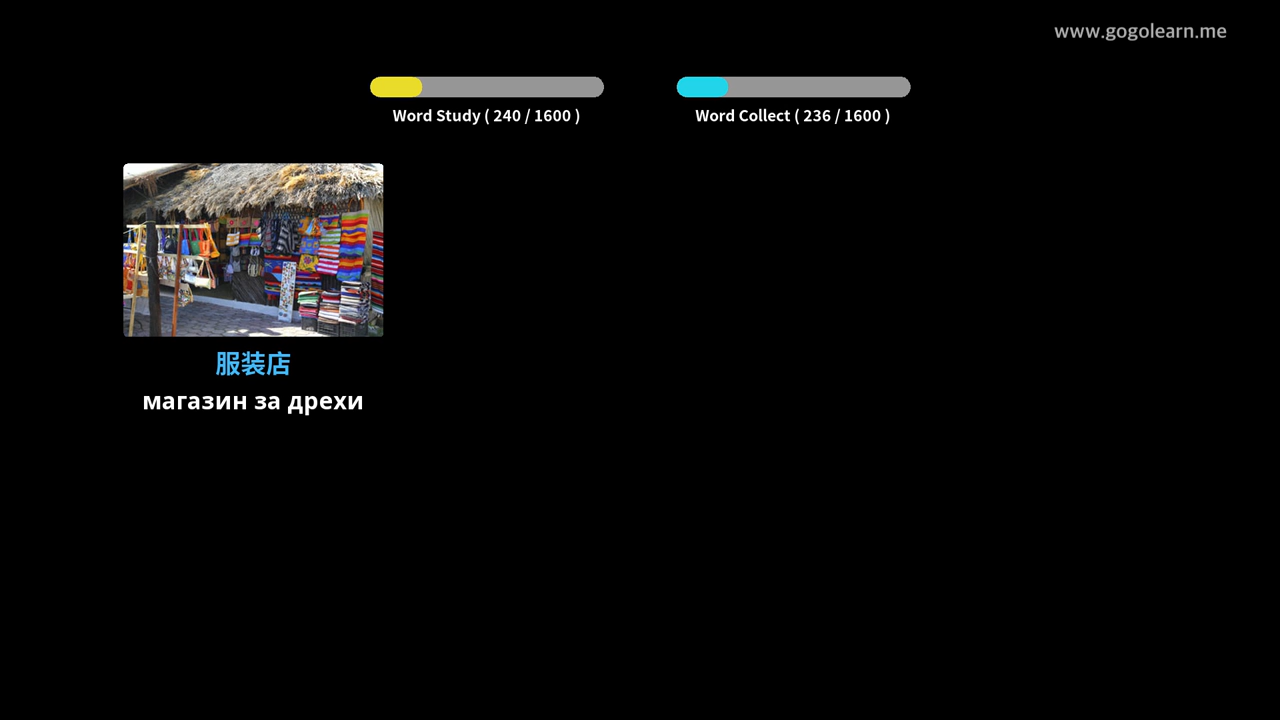 www.gogolearn.me
Word Study ( 240 / 1600 )
Word Collect ( 236 / 1600 )
服装店
магазин за дрехи